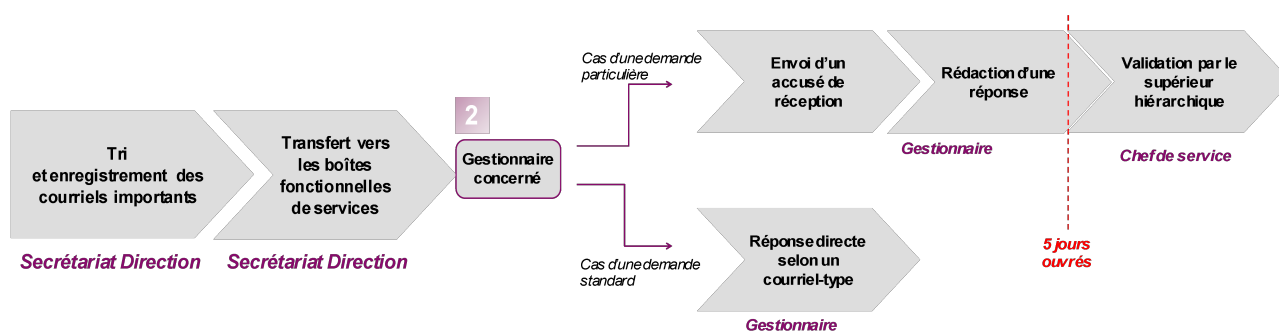 Tri
et enregistrement des
courriels importants
Secrétariat Direction
Transfert vers
les boîtes
fonctionnelles
de services
Secrétariat Direction
2
Gestionnaire
concerné
Cas d'une demande
particulière
Envoi d'un
accusé de
réception
Rédaction d'une
réponse
Gestionnaire
Validation par le
supérieur
hiérarchique
Chef de service
5 jours
ouvrés
Cas d'une demande
standard
Réponse directe
selon un
courriel-type
Gestionnaire